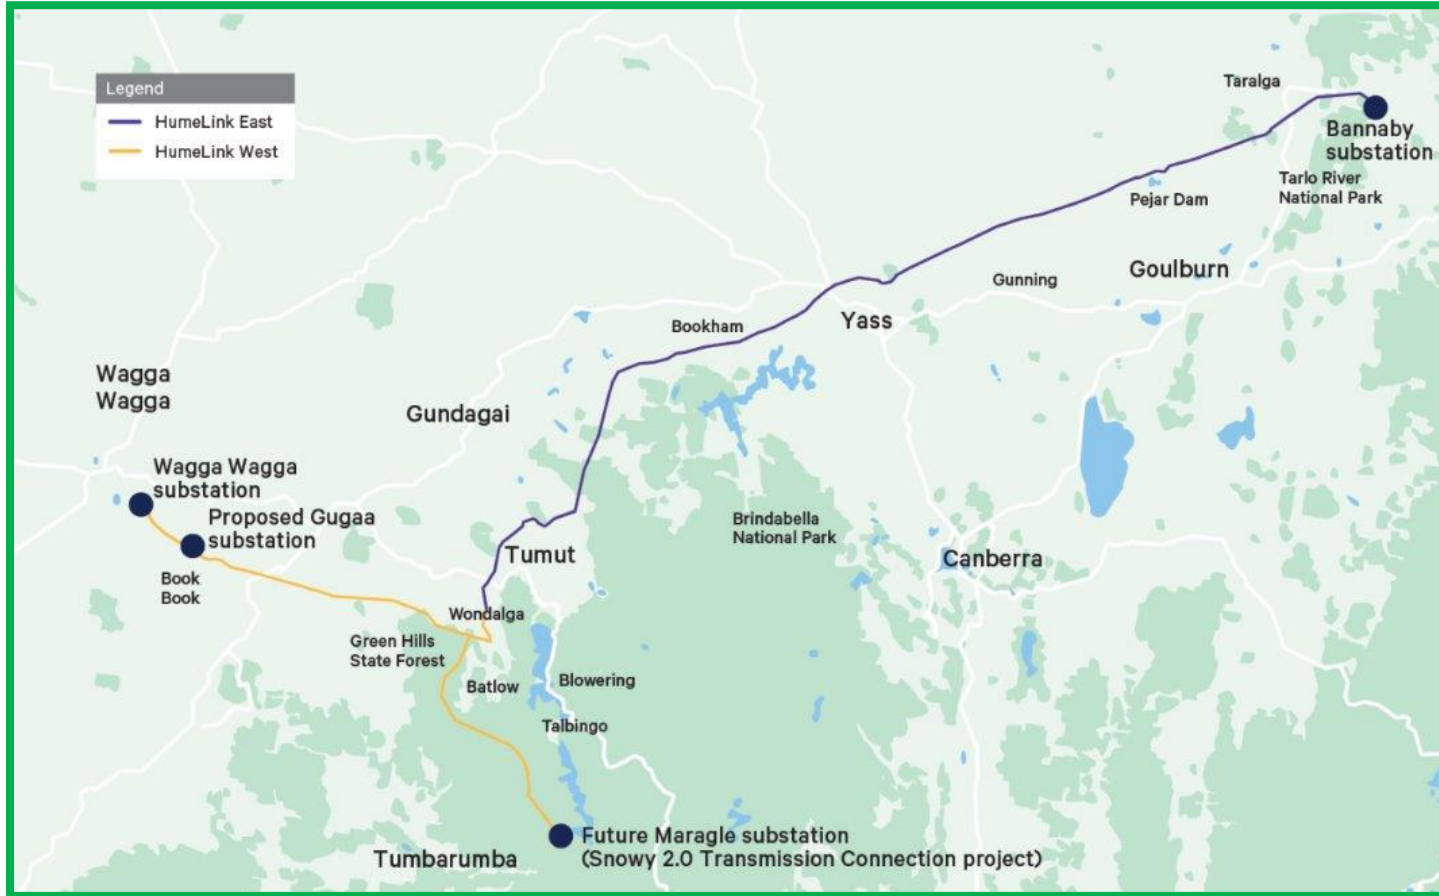 Legend
HumeLink East
HumeLink West
Taralga
Bannaby
substation
Tarlo River
National Park
Pejar Dam
Goulburn
Gunning
Yass
Bookham
Wagga
Wagga
Gundagai
Wagga Wagga
substation
Proposed Gugaa
substation
Brindabella
National Park
Tumut
Canberra
Book
Book
Wondalga
Green Hills
State Forest
Batlow
Blowering
Talbingo
Future Maragle substation
(Snowy 2.0 Transmission Connection project)
Tumbarumba